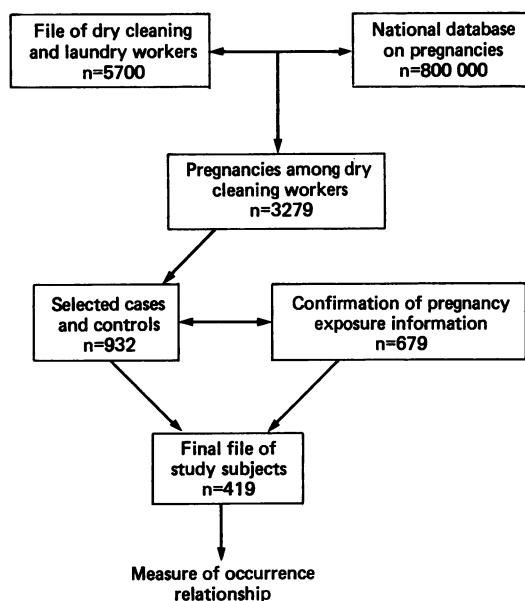 File of dry cleaning
and laundry workers
n=5700
National database
on pregnancies
n=800 000
Pregnancies among dry
cleaning workers
n=3279
Selected cases
and controls
n=932
Confirmation of pregnancy
exposure information
n=679
Final file of
study subjects
n=419
Measure of occurrence
relationship